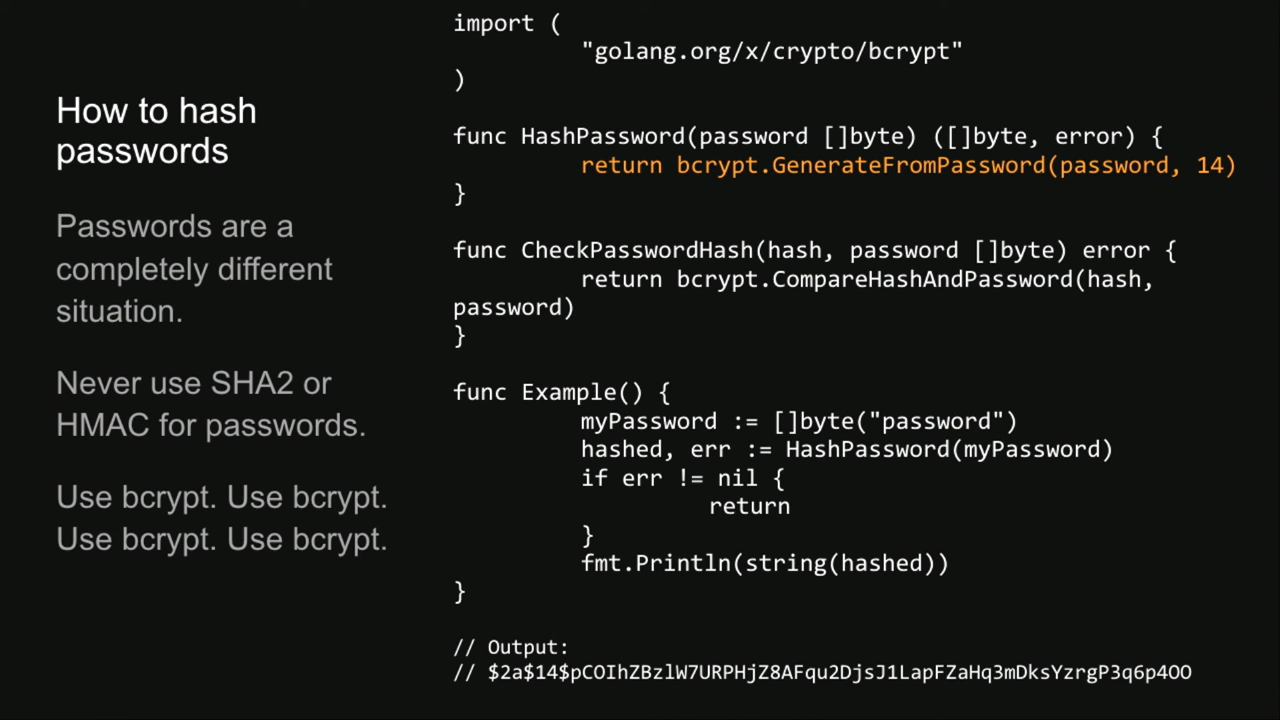 How to hash
passwords
Passwords are a
completely different
situation.
Never use SHA2 or
HMAC for passwords.
Use bcrypt. Use bcrypt.
Use bcrypt. Use bcrypt.
import (
        "golang.org/x/crypto/bcrypt"
)
func HashPassword(password []byte) ([]byte, error) {
        return bcrypt.GenerateFromPassword(password, 14)
}
func CheckPasswordHash(hash, password []byte) error {
        return bcrypt.CompareHashAndPassword(hash,
password)
}
func Example() {
        myPassword := []byte("password")
        hashed, err := HashPassword(myPassword)
        if err != nil {
                return
        }
        fmt.Println(string(hashed))
}
// Output:
// $2a$14$pCOIhZBzlW7URPHjZ8AFqu2DjsJ1LapFZaHq3mDksYzrgP3q6p4OO